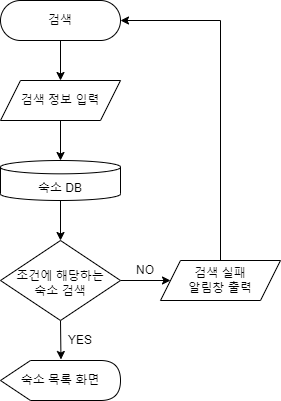 검색
검색 정보 입력
숙소 DB
조건에 해당하는
숙소 검색
NO
검색 실패
알림창 출력
YES
숙소 목록 화면